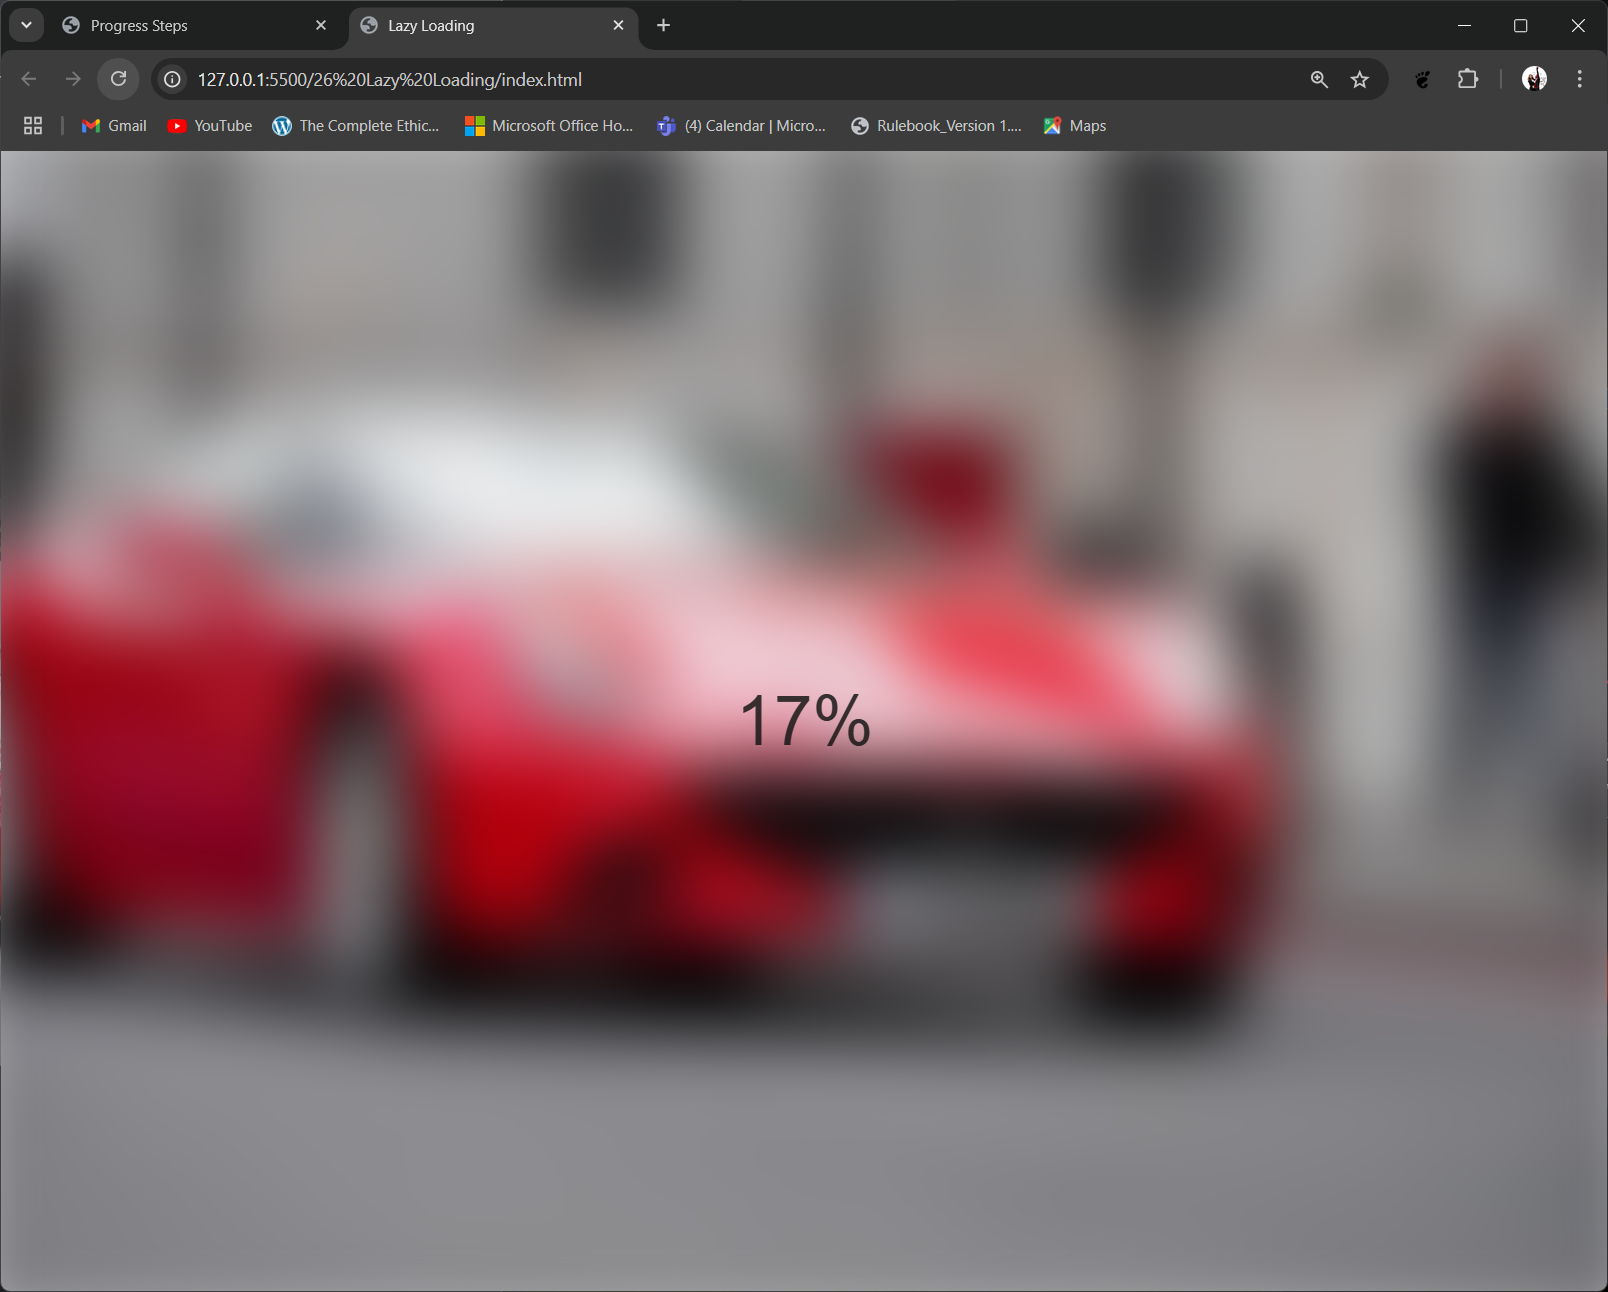 Progress Steps
Lazy Loading
127.0.0.1:5500/26%20Lazy%20Loading/index.html
Gmail
YouTube
The Complete Ethic...
Microsoft Office Ho...
(4) Calendar | Micro...
Rulebook_Version 1....
Maps
17%